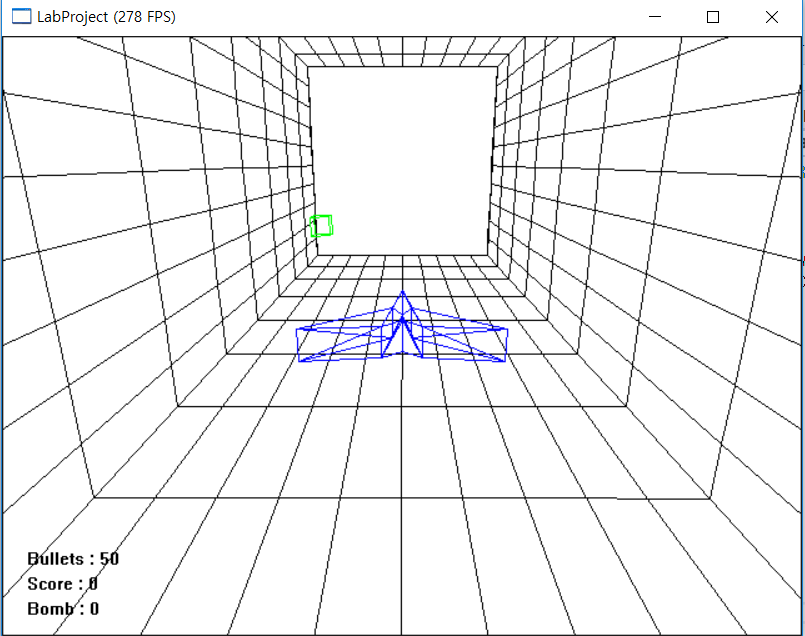 LabProject (278 FPS)
Bullets : 50
Score : 0
Bomb : 0